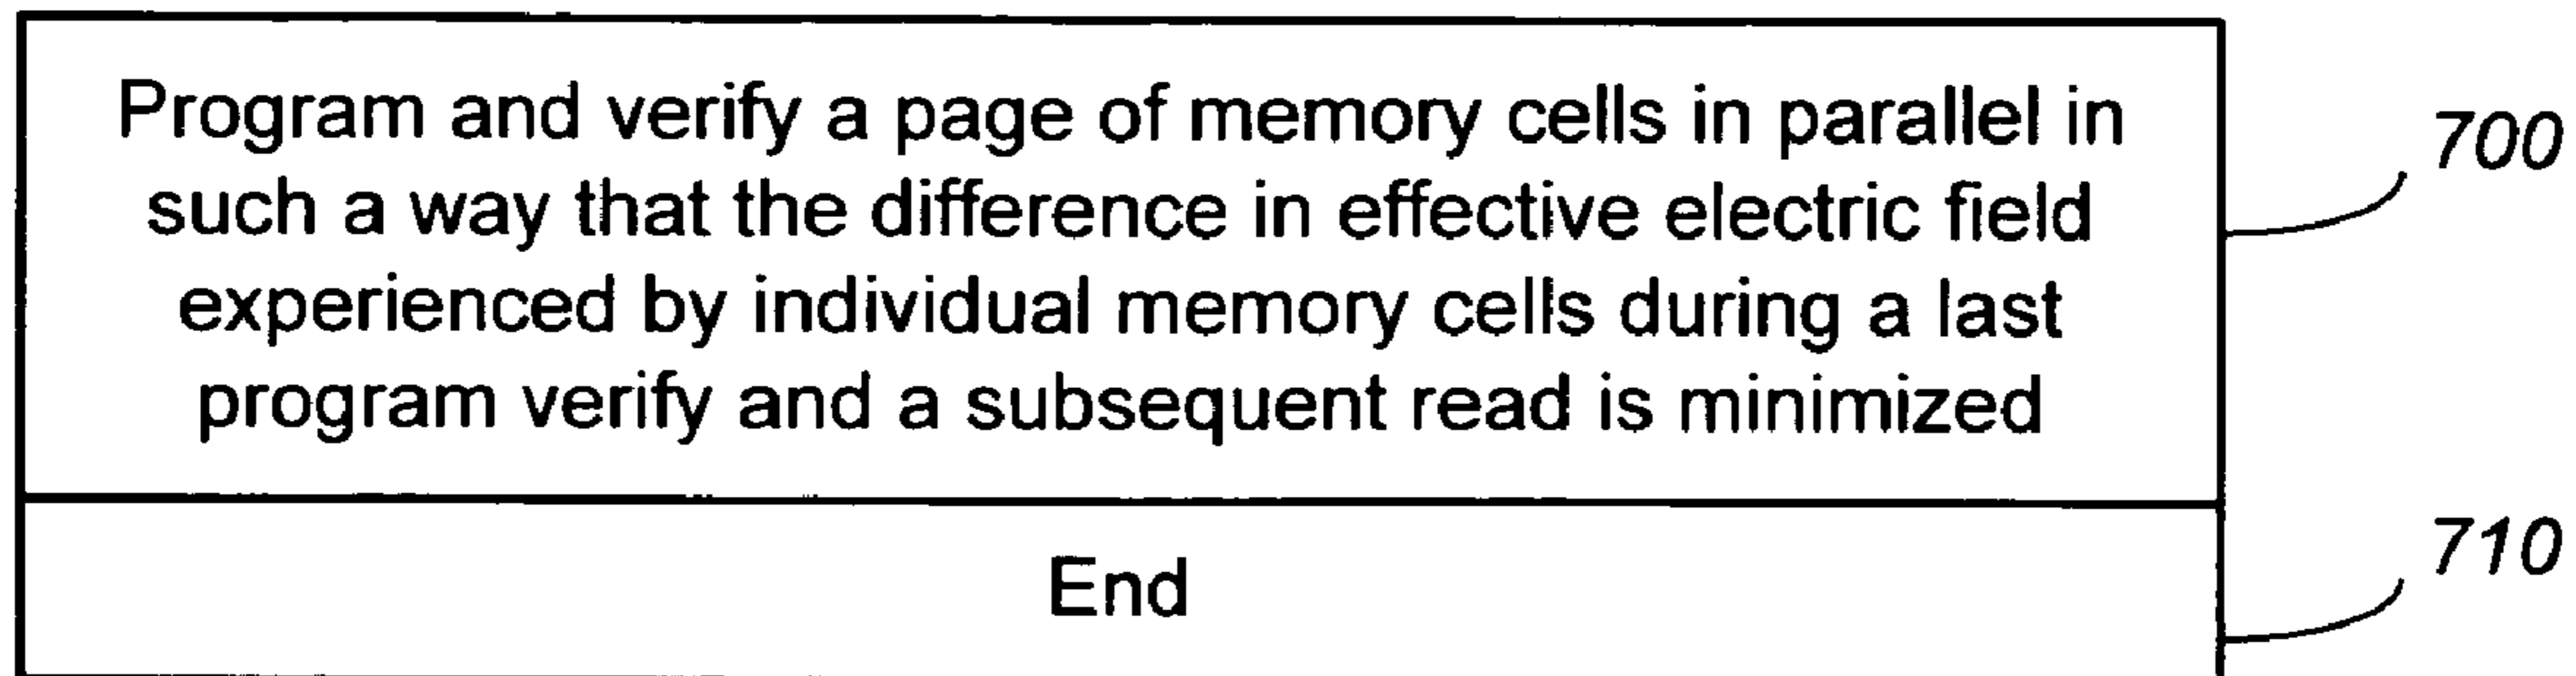 Program and verify a page of memory cells in parallel in
such a way that the difference in effective electric field
experienced by individual memory cells during a last
program verify and a subsequent read is minimized
700
End
710